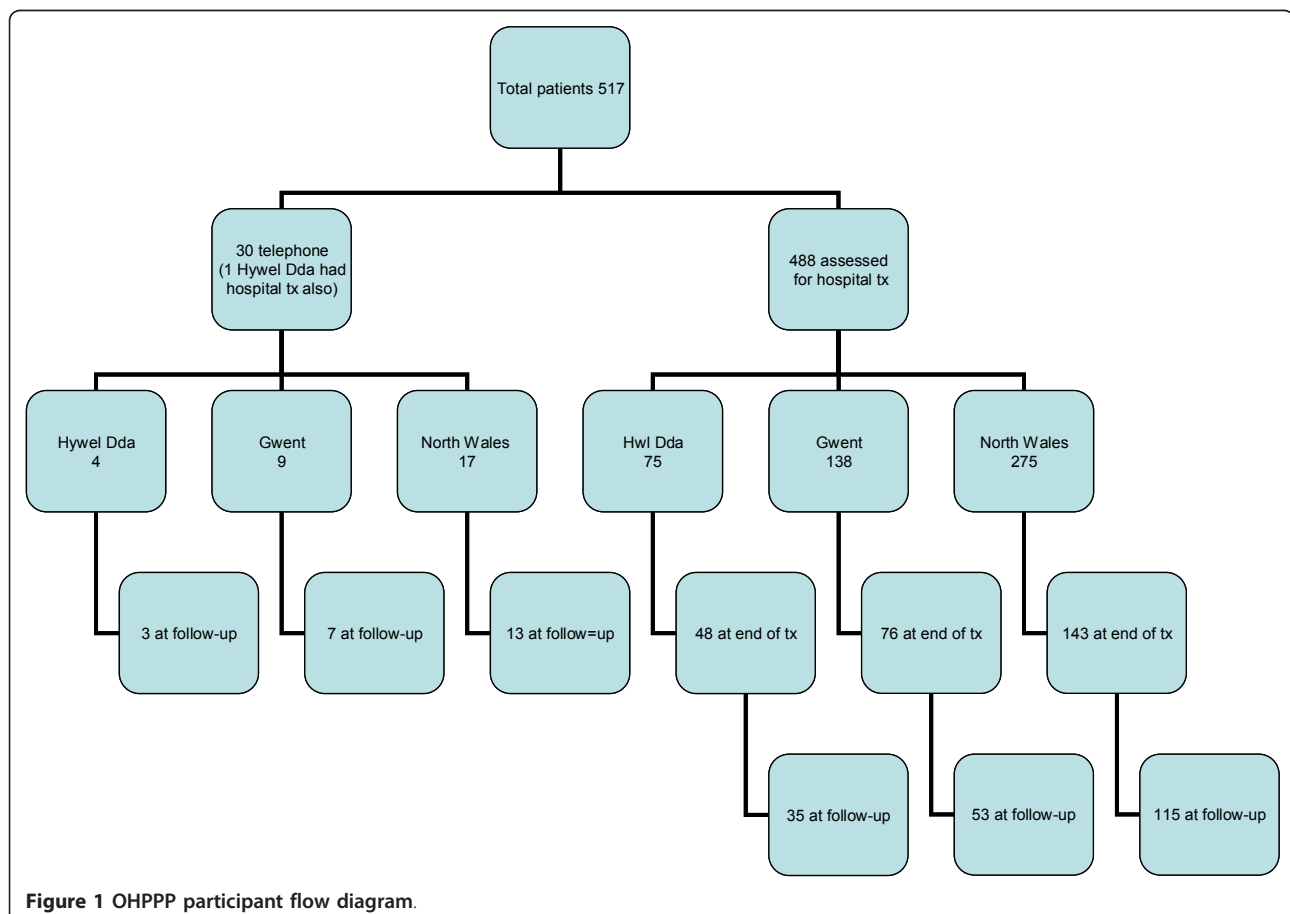 Total patients 517
30 telephone
(1 Hywel Dda had
hospital tx also)
488 assessed
for hospital tx
Hywel Dda
4
Gwent
9
North Wales
17
Hwl Dda
75
Gwent
138
North Wales
275
3 at follow-up
7 at follow-up
13 at follow=up
48 at end of tx
76 at end of tx
143 at end of tx
35 at follow-up
53 at follow-up
115 at follow-up
Figure 1 OHPPP participant flow diagram.